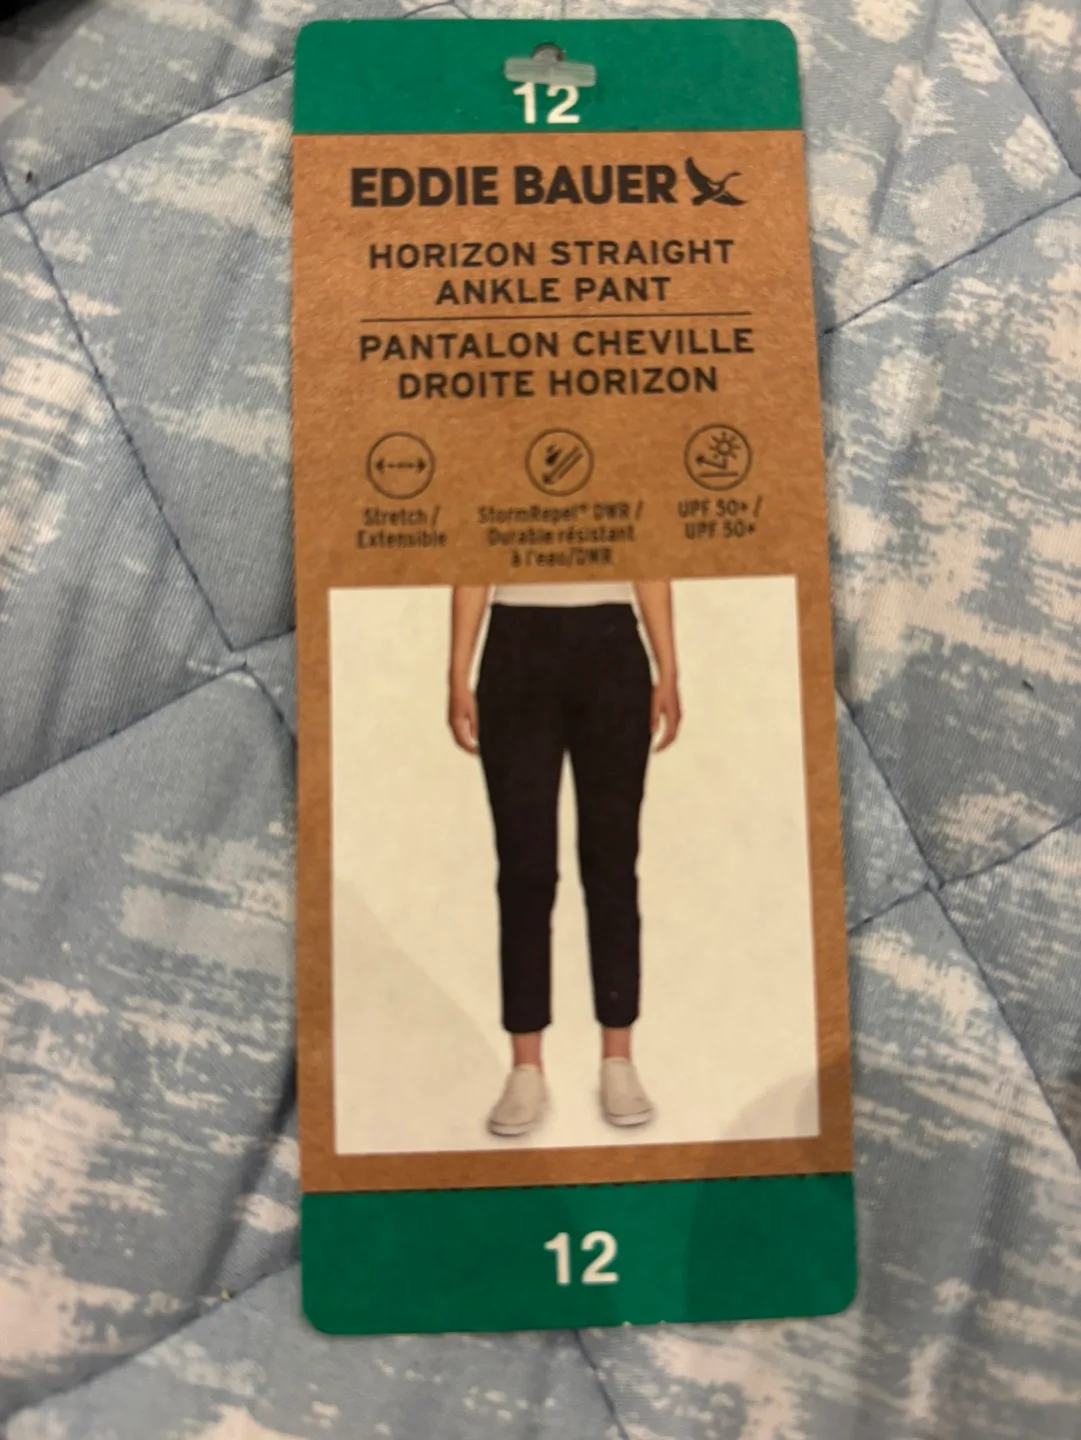 12
EDDIE BAUER
HORIZON STRAIGHT
ANKLE PANT
PANTALON CHEVILLE
DROITE HORIZON
Stretch /
Extensible
StormRepel® DWR /
Durable résistant
à l'eau/DWR
UPF 50+ /
UPF 50+
12